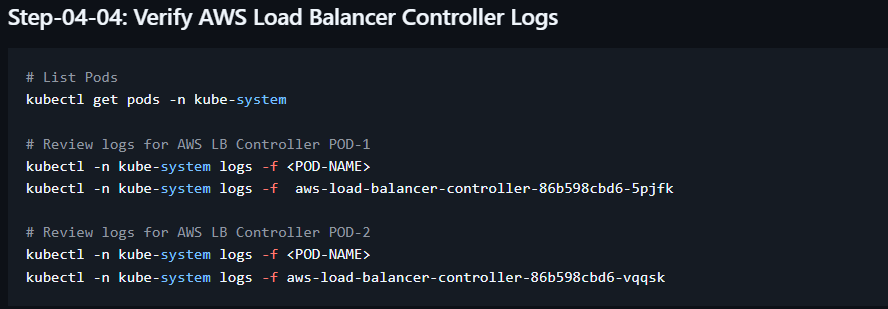 Step-04-04: Verify AWS Load Balancer Controller Logs
# List Pods
kubectl get pods -n kube-system
# Review logs for AWS LB Controller POD-1
kubectl -n kube-system logs -f <POD-NAME>
kubectl -n kube-system logs -f  aws-load-balancer-controller-86b598cbd6-5pjfk
# Review logs for AWS LB Controller POD-2
kubectl -n kube-system logs -f <POD-NAME>
kubectl -n kube-system logs -f aws-load-balancer-controller-86b598cbd6-vqqsk